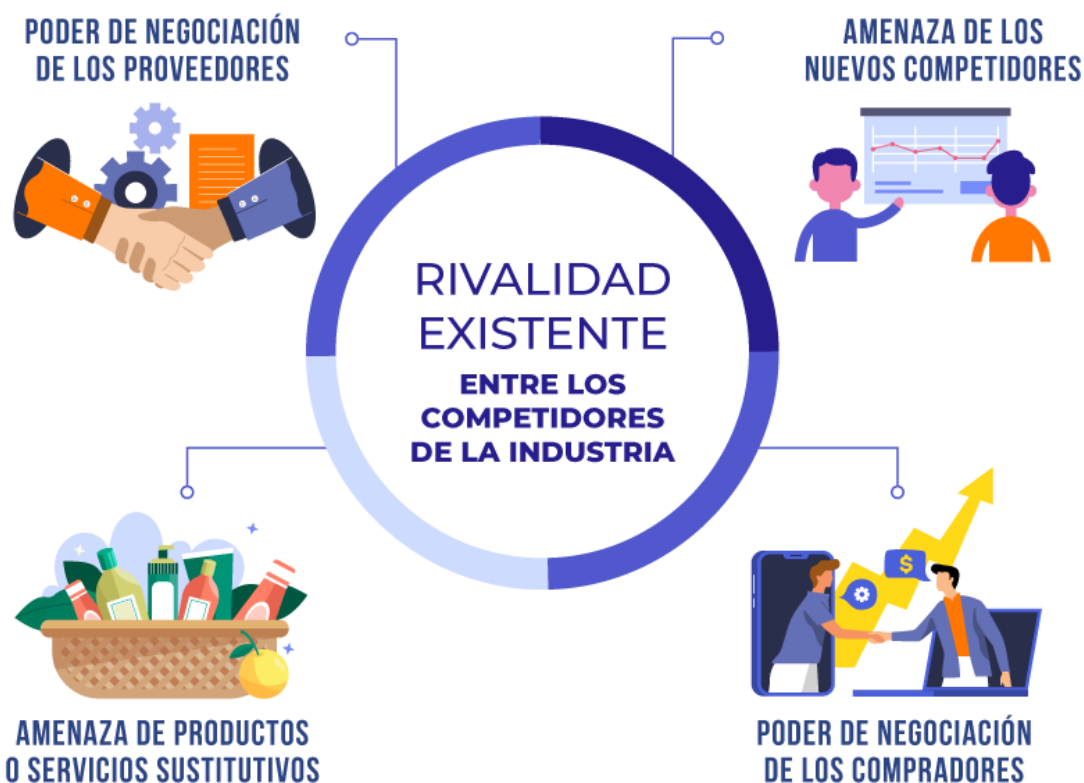 PODER DE NEGOCIACIÓN
DE LOS PROVEEDORES
AMENAZA DE LOS
NUEVOS COMPETIDORES
RIVALIDAD
EXISTENTE
ENTRE LOS
COMPETIDORES
DE LA INDUSTRIA
$
AMENAZA DE PRODUCTOS
O SERVICIOS SUSTITUTIVOS
PODER DE NEGOCIACIÓN
DE LOS COMPRADORES